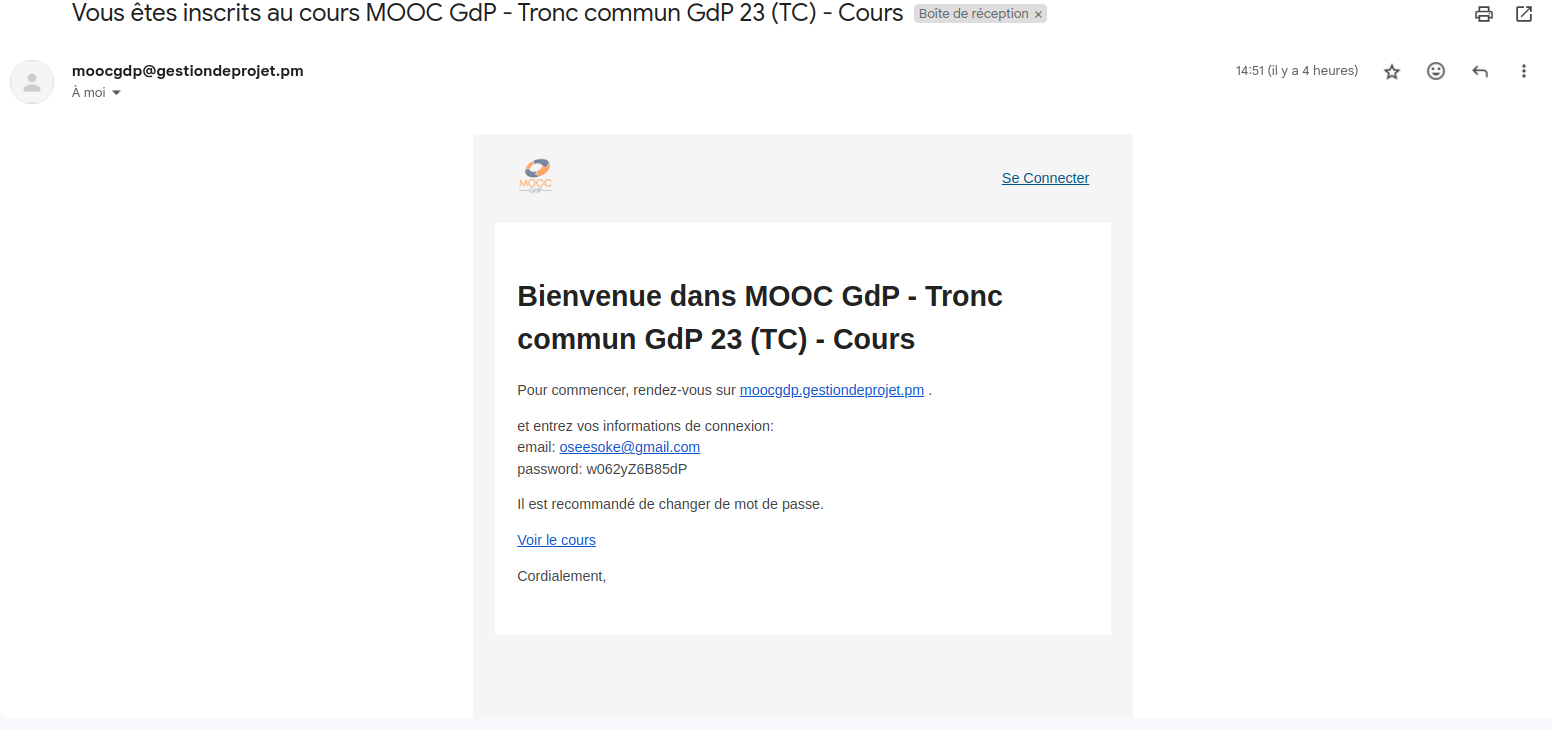 Vous êtes inscrits au cours MOOC GdP - Tronc commun GdP 23 (TC) - Cours Boîte de réception ×
moocgdp@gestiondeprojet.pm
14:51 (il y a 4 heures)
À moi
MOOC
GdP
Se Connecter
Bienvenue dans MOOC GdP - Tronc
commun GdP 23 (TC) - Cours
Pour commencer, rendez-vous sur moocgdp.gestiondeprojet.pm .
et entrez vos informations de connexion:
email: oseesoke@gmail.com
password: w062yZ6B85dP
Il est recommandé de changer de mot de passe.
Voir le cours
Cordialement,